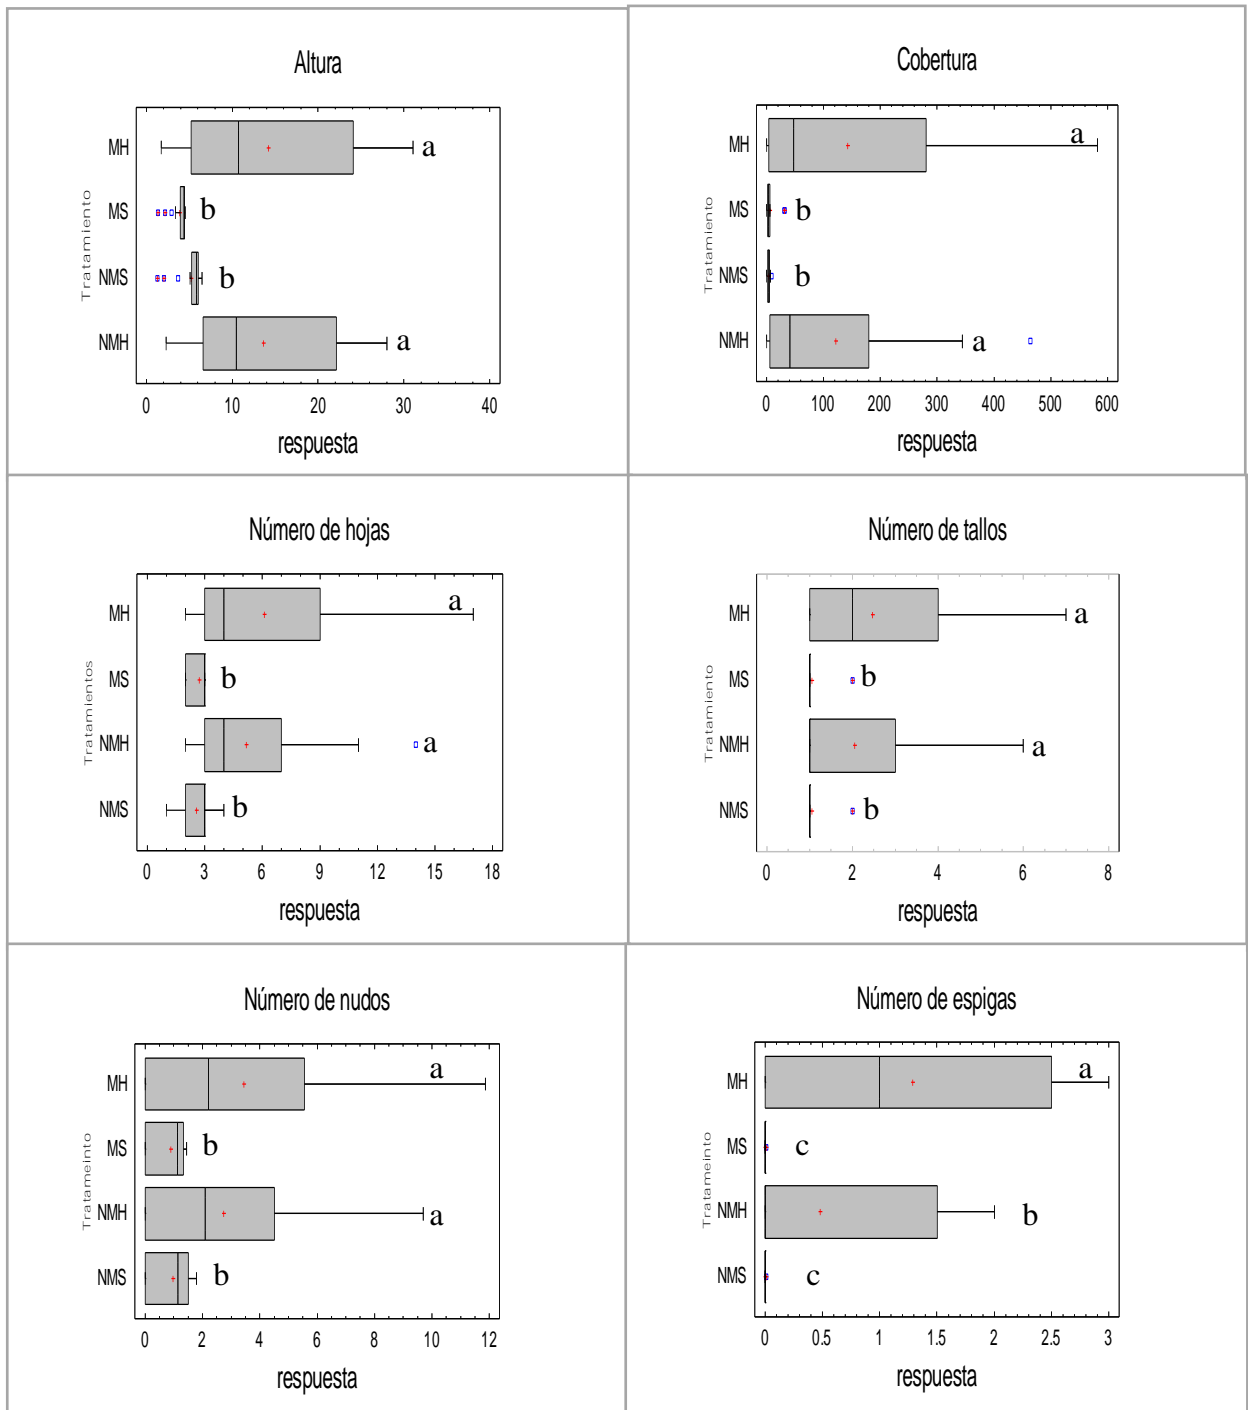 Altura
Tratamiento
MH a
MS b
NMS b
NMH a
0 10 20 30 40
respuesta
Cobertura
Tratamiento
MH a
MS b
NMS b
NMH a
0 100 200 300 400 500 600
respuesta
Número de hojas
Tratamientos
MH a
MS b
NMH a
NMS b
0 3 6 9 12 15 18
respuesta
Número de tallos
Tratamiento
MH a
MS b
NMH a
NMS b
0 2 4 6 8
respuesta
Número de nudos
Tratameinto
MH a
MS b
NMH a
NMS b
0 2 4 6 8 10 12
respuesta
Número de espigas
Tratameinto
MH a
MS c
NMH b
NMS c
0 0.5 1 1.5 2 2.5 3
respuesta